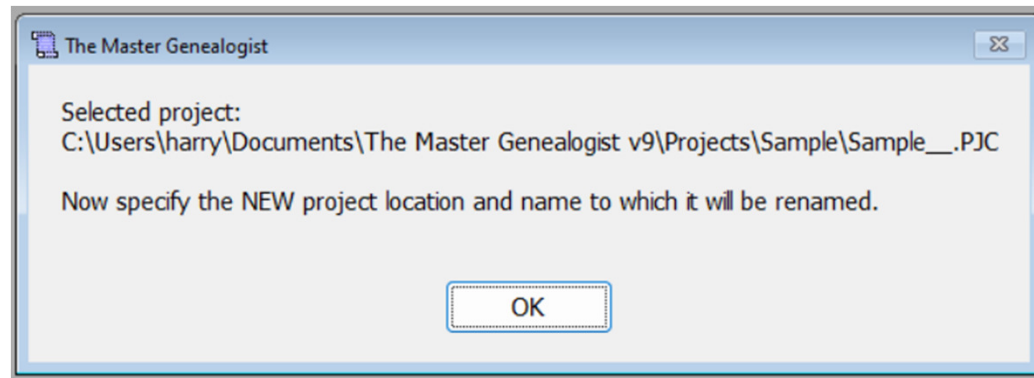 The Master Genealogist
Selected project:
C:\Users\harry\Documents\The Master Genealogist v9\Projects\Sample\Sample__.PJC
Now specify the NEW project location and name to which it will be renamed.
OK